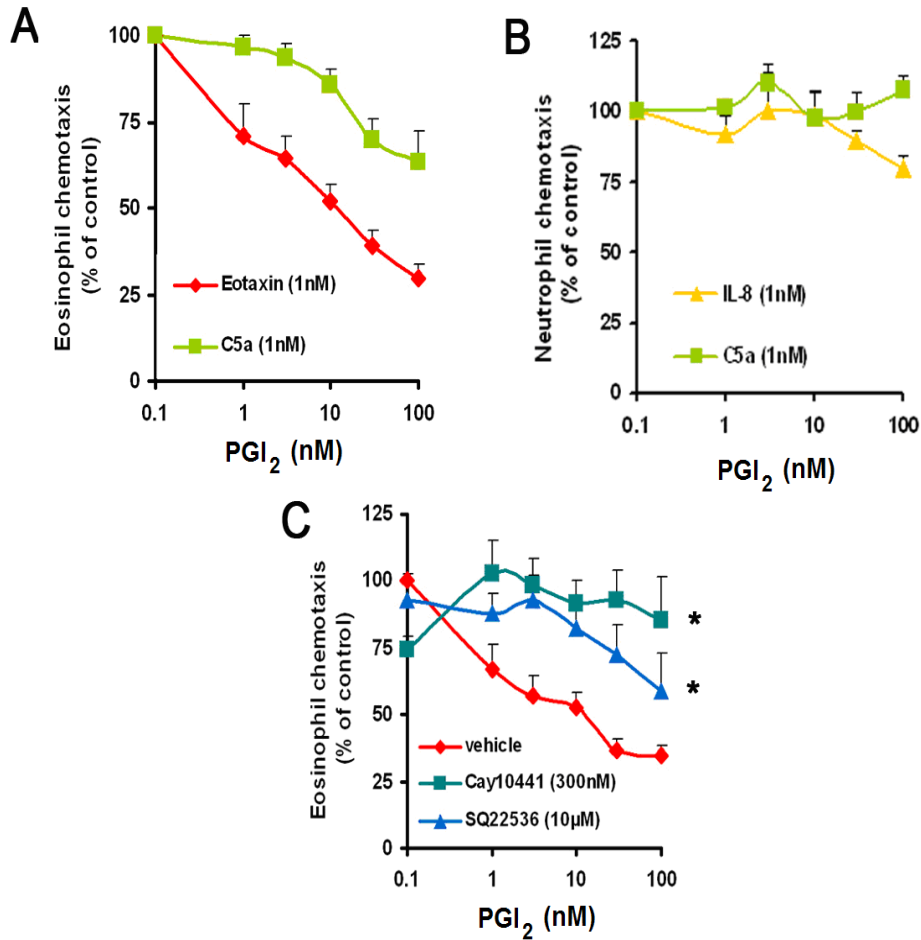 A
Eosinophil chemotaxis
(% of control)
100
75
50
25
0
Eotaxin (1nM)
C5a (1nM)
0.1 1 10 100
PGI2 (nM)
B
Neutrophil chemotaxis
(% of control)
125
100
75
50
25
0
IL-8 (1nM)
C5a (1nM)
0.1 1 10 100
PGI2 (nM)
C
Eosinophil chemotaxis
(% of control)
125
100
75
50
25
0
*
*
vehicle
Cay10441 (300nM)
SQ22536 (10µM)
0.1 1 10 100
PGI2 (nM)